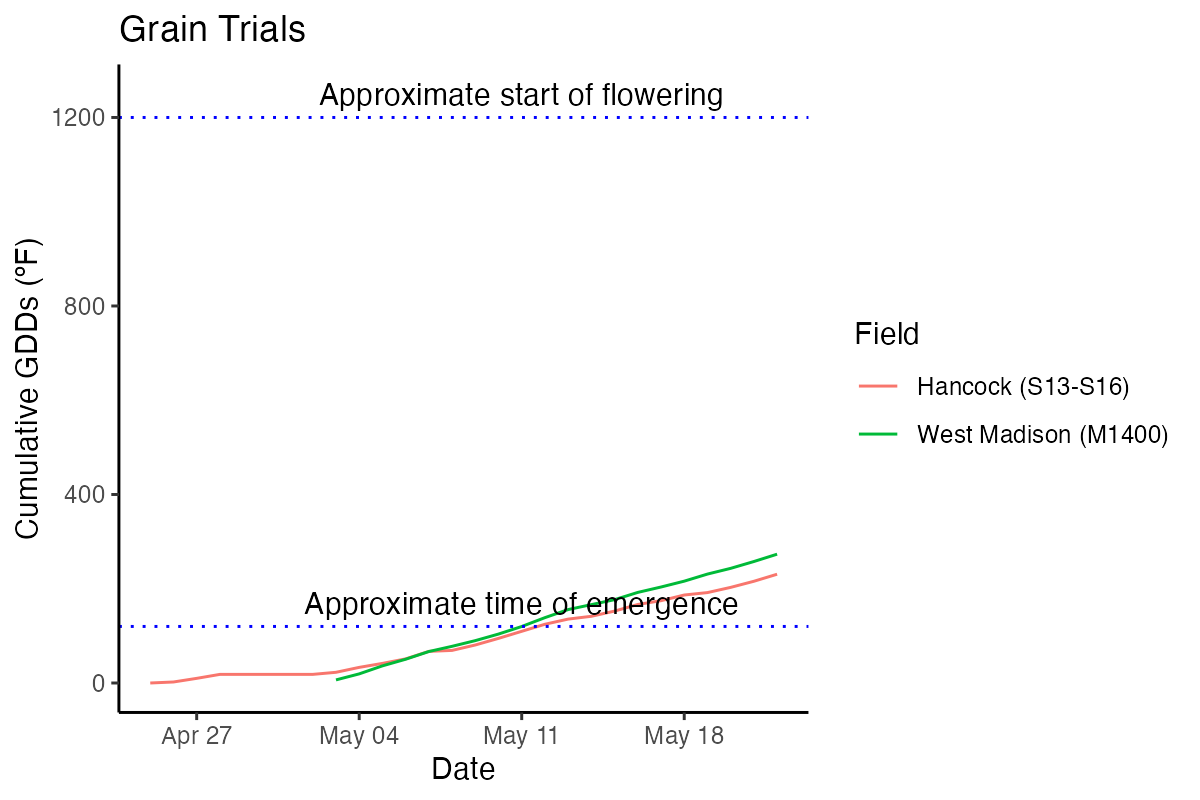 Grain Trials
Approximate start of flowering
1200
800
400
0
Cumulative GDDs (°F)
Approximate time of emergence
Apr 27
May 04
May 11
May 18
Date
Field
Hancock (S13-S16)
West Madison (M1400)